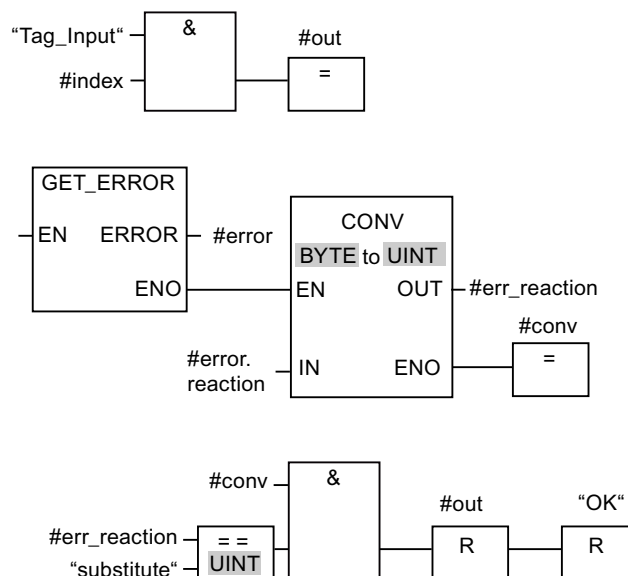 “Tag_Input“
&
#out
#index
=
GET_ERROR
EN ERROR
#error
ENO
CONV
BYTE to UINT
EN OUT
#err_reaction
#conv
#error.
reaction
IN ENO
=
#conv
&
#out
“OK“
#err_reaction
==
R
R
“substitute“
UINT